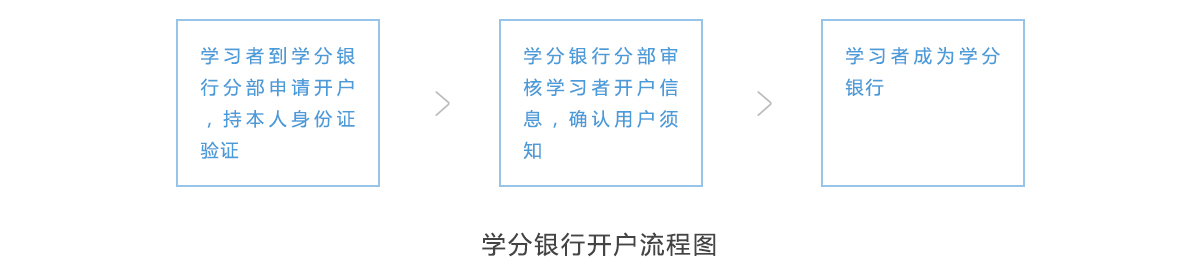 学习者到学分银
行分部申请开户
，持本人身份证
验证
学分银行分部审
核学习者开户信
息，确认用户须
知
学习者成为学分
银行
学分银行开户流程图